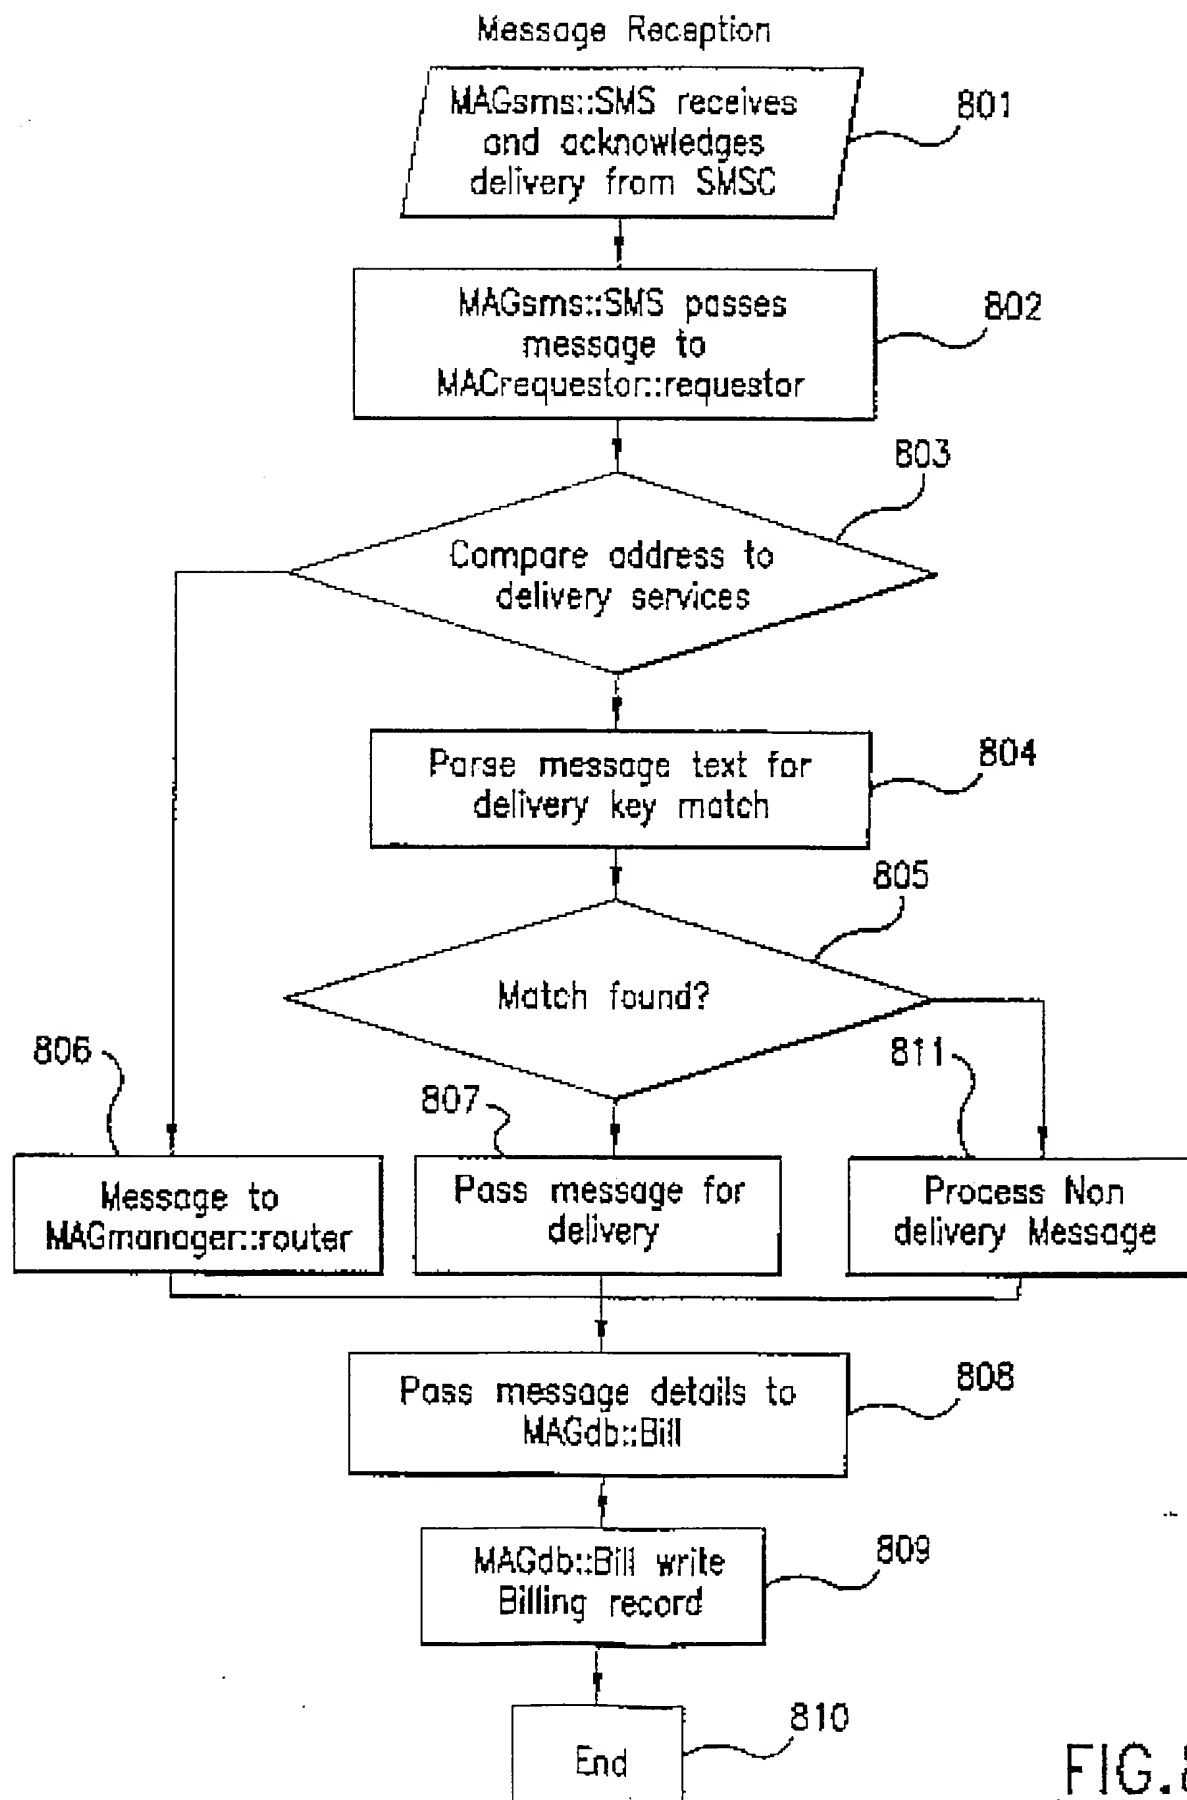 Message Reception
MAGsms::SMS receives
and acknowledges
delivery from SMSC
801
MAGsms::SMS passes
message to
MACrequestor::requestor
802
803
Compare address to
delivery services
Parse message text for
delivery key match
804
805
Match found?
806
807
811
Message to
MAGmanager::router
Pass message for
delivery
Process Non
delivery Message
Pass message details to
MAGdb::Bill
808
MAGdb::Bill write
Billing record
809
End
810
FIG.8